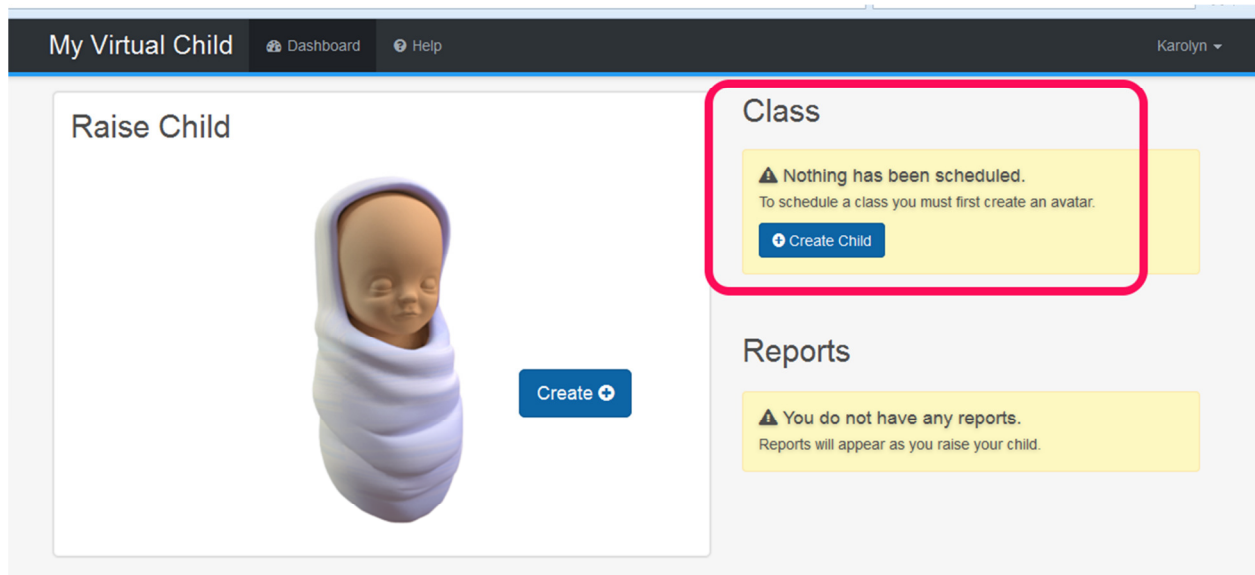 My Virtual Child Dashboard Help Karolyn
Raise Child
Create
Class
Nothing has been scheduled.
To schedule a class you must first create an avatar.
Create Child
Reports
You do not have any reports.
Reports will appear as you raise your child.